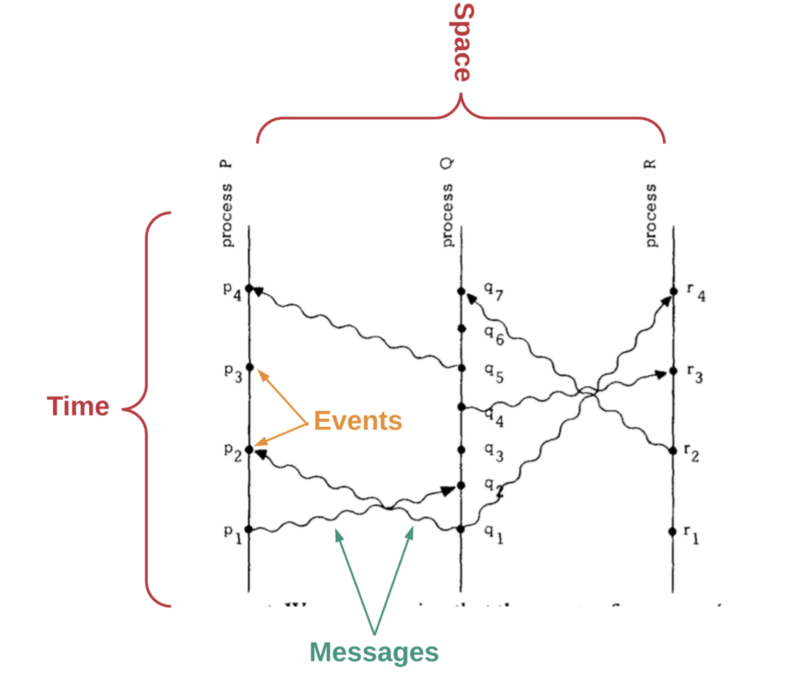 Space
process P
process Q
process R
p4
q7
r4
q6
p3
q5
r3
Time
Events
q4
p2
q3
r2
q2
p1
q1
r1
Messages